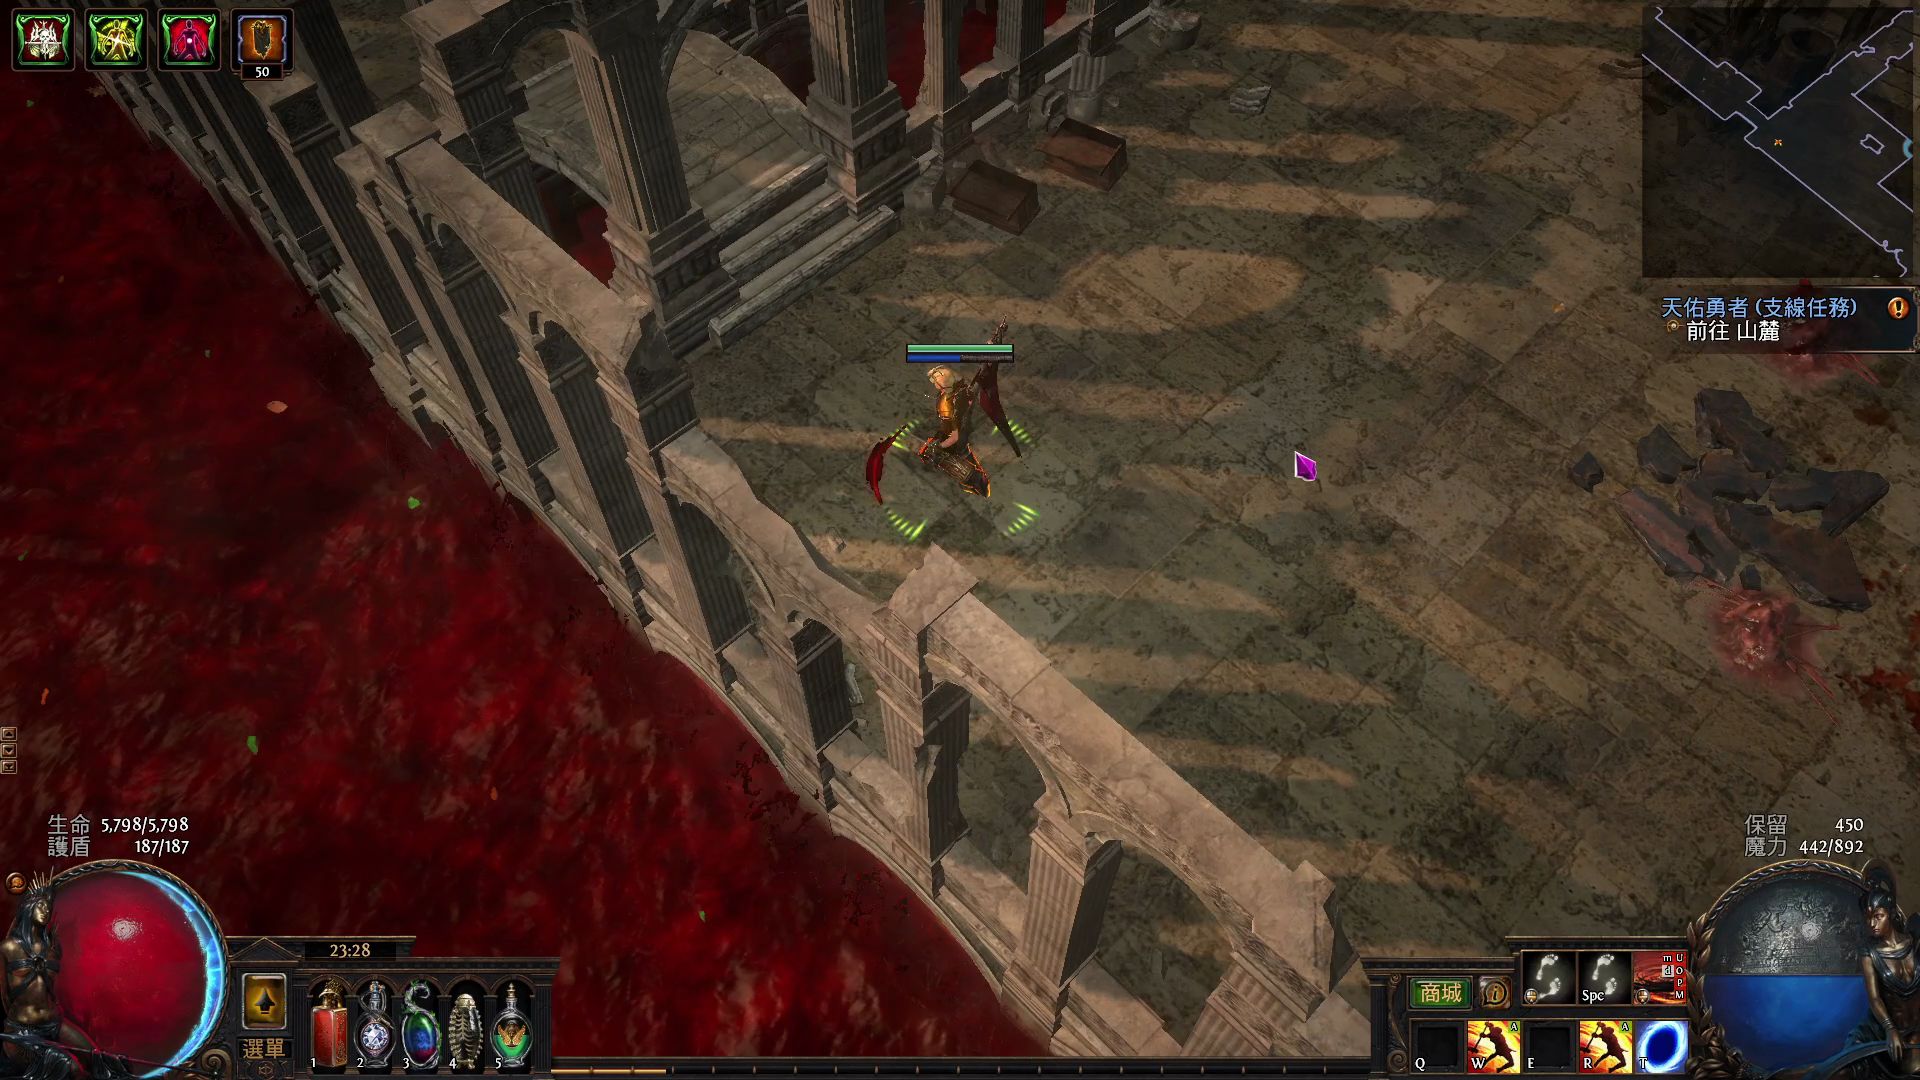 50
天佑勇者 (支線任務)
前往 山麓
生命 5,798/5,798
護盾 187/187
保留 450
魔力 442/892
23:28
選單
1 2 3 4 5
商城
Spc
m U
d O
P
M
Q W A E R A T